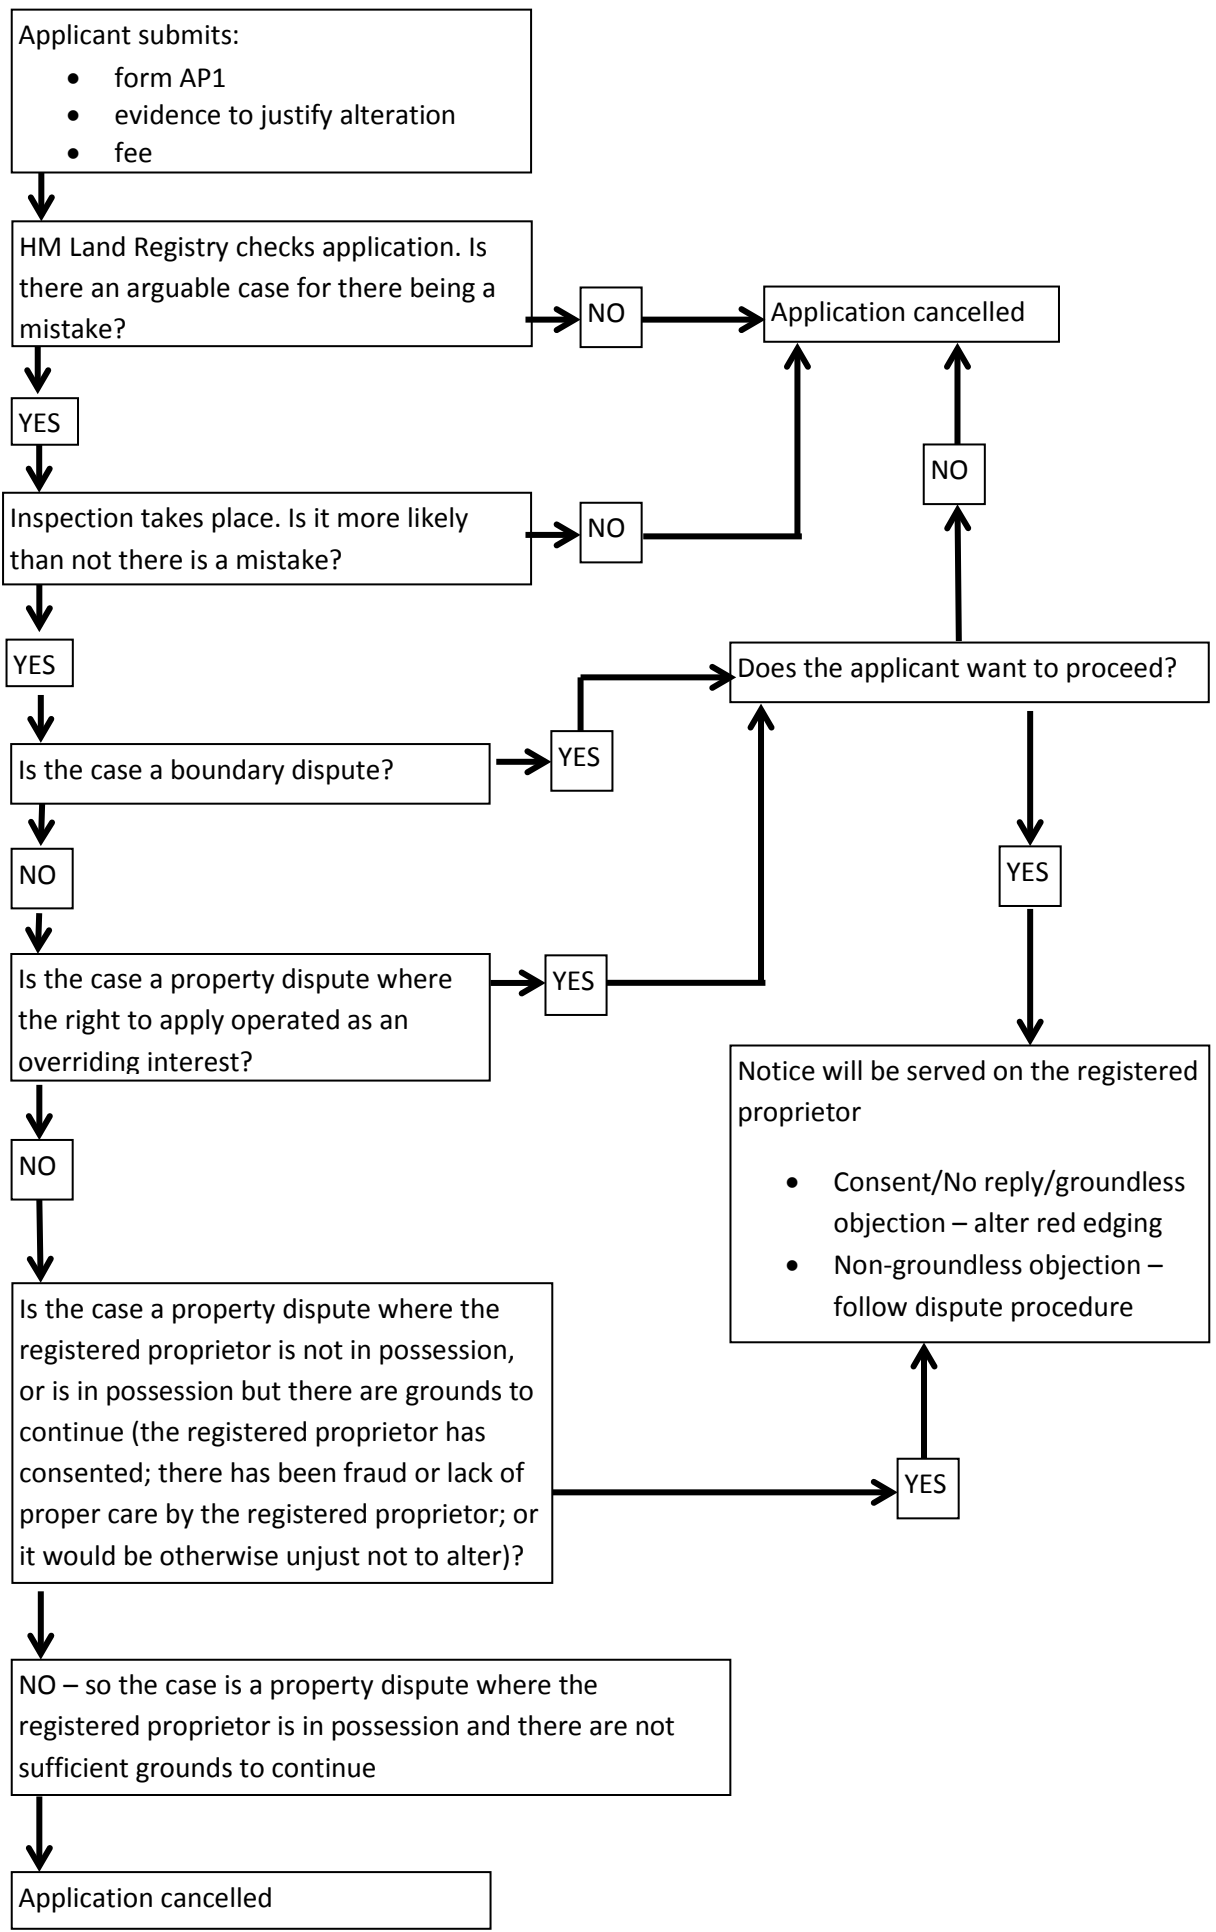 Applicant submits:
• form AP1
• evidence to justify alteration
• fee
HM Land Registry checks application. Is
there an arguable case for there being a
mistake?
NO
Application cancelled
YES
NO
Inspection takes place. Is it more likely
than not there is a mistake?
NO
YES
Does the applicant want to proceed?
Is the case a boundary dispute?
YES
NO
YES
Is the case a property dispute where
the right to apply operated as an
overriding interest?
YES
NO
Notice will be served on the registered
proprietor
• Consent/No reply/groundless
objection – alter red edging
• Non-groundless objection –
follow dispute procedure
Is the case a property dispute where the
registered proprietor is not in possession,
or is in possession but there are grounds to
continue (the registered proprietor has
consented; there has been fraud or lack of
proper care by the registered proprietor; or
it would be otherwise unjust not to alter)?
YES
NO – so the case is a property dispute where the
registered proprietor is in possession and there are not
sufficient grounds to continue
Application cancelled